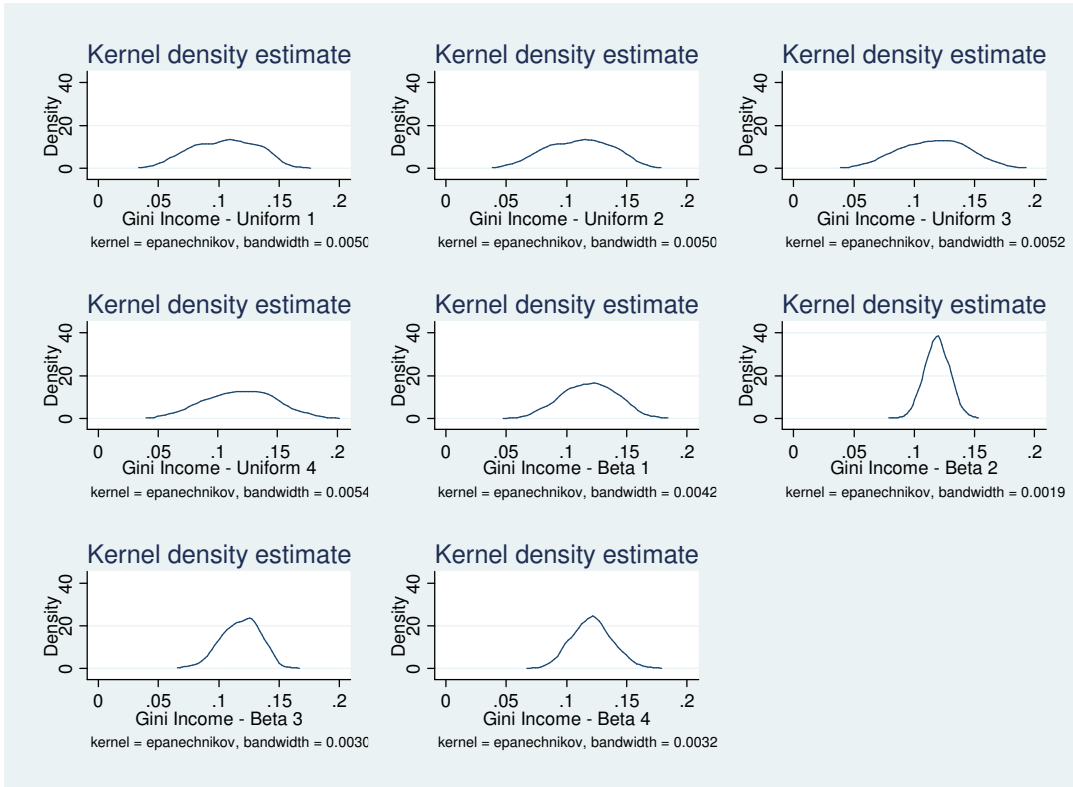 Kernel density estimate
Density
40
20
0
0 .05 .1 .15 .2
Gini Income - Uniform 1
kernel = epanechnikov, bandwidth = 0.0050
Kernel density estimate
Density
40
20
0
0 .05 .1 .15 .2
Gini Income - Uniform 2
kernel = epanechnikov, bandwidth = 0.0050
Kernel density estimate
Density
40
20
0
0 .05 .1 .15 .2
Gini Income - Uniform 3
kernel = epanechnikov, bandwidth = 0.0052
Kernel density estimate
Density
40
20
0
0 .05 .1 .15 .2
Gini Income - Uniform 4
kernel = epanechnikov, bandwidth = 0.0054
Kernel density estimate
Density
40
20
0
0 .05 .1 .15 .2
Gini Income - Beta 1
kernel = epanechnikov, bandwidth = 0.0042
Kernel density estimate
Density
40
20
0
0 .05 .1 .15 .2
Gini Income - Beta 2
kernel = epanechnikov, bandwidth = 0.0019
Kernel density estimate
Density
40
20
0
0 .05 .1 .15 .2
Gini Income - Beta 3
kernel = epanechnikov, bandwidth = 0.0030
Kernel density estimate
Density
40
20
0
0 .05 .1 .15 .2
Gini Income - Beta 4
kernel = epanechnikov, bandwidth = 0.0032